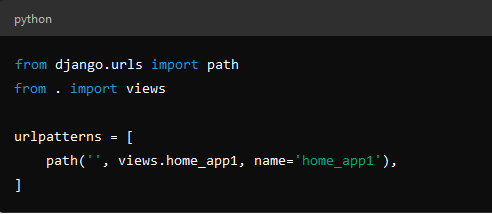 python
from django.urls import path
from . import views
urlpatterns = [
    path('', views.home_app1, name='home_app1'),
]